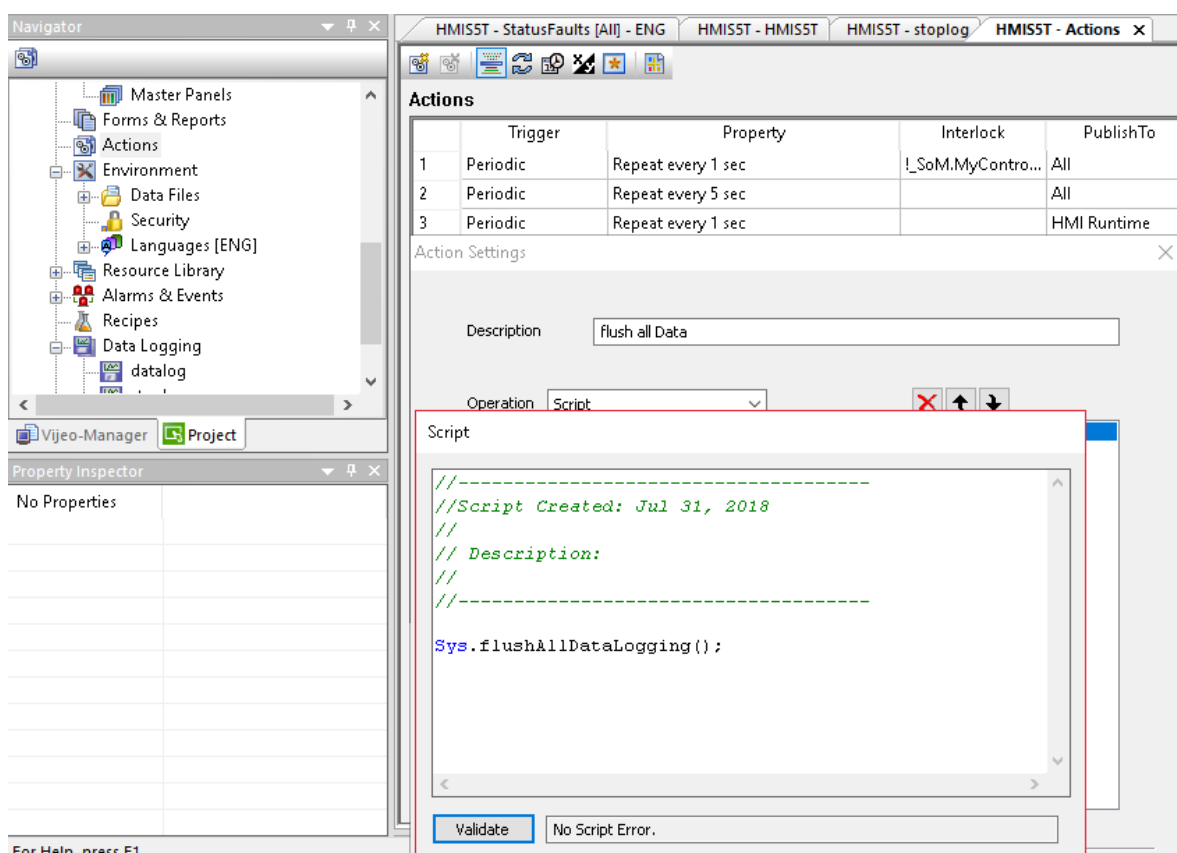 Navigator
Master Panels
Forms & Reports
Actions
Environment
Data Files
Security
Languages [ENG]
Resource Library
Alarms & Events
Recipes
Data Logging
datalog
Vijeo-Manager Project
Property Inspector
No Properties
For Help, press F1
HMIS5T - StatusFaults [All] - ENG HMIS5T - HMIS5T HMIS5T - stoplog HMIS5T - Actions X
Actions
Trigger Property Interlock PublishTo
1 Periodic Repeat every 1 sec !_SoM.MyContro... All
2 Periodic Repeat every 5 sec All
3 Periodic Repeat every 1 sec HMI Runtime
Action Settings
Description flush all Data
Operation Script
Script
//-------------------------------------
//Script Created: Jul 31, 2018
//
// Description:
//
//-------------------------------------
Sys.flushAllDataLogging();
Validate No Script Error.